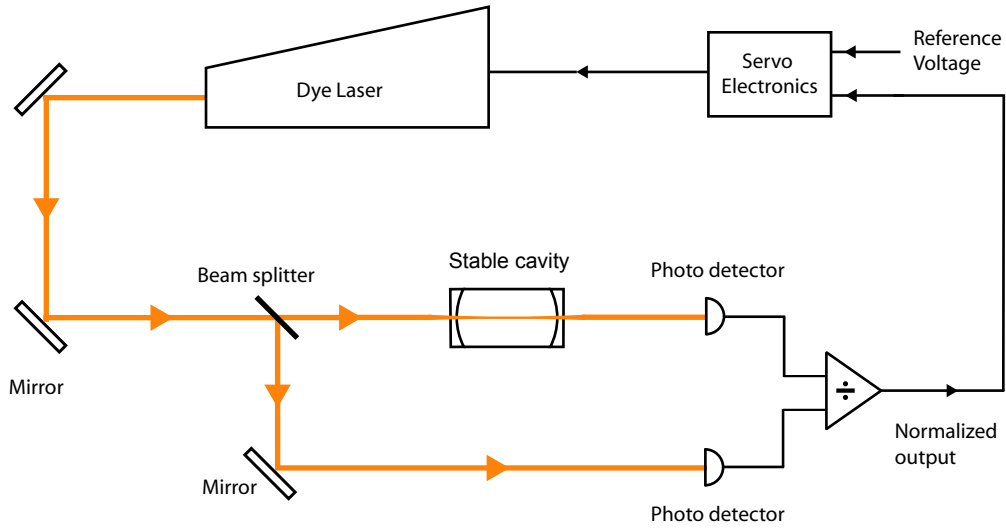 Dye Laser
Servo
Electronics
Reference
Voltage
Beam splitter
Stable cavity
Photo detector
Mirror
÷
Normalized
output
Mirror
Photo detector